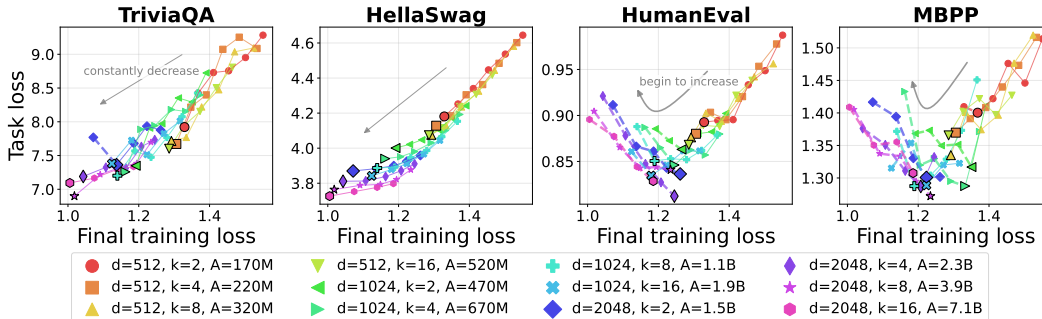 TriviaQA HellaSwag HumanEval MBPP
Task loss
9.0
8.5
8.0
7.5
7.0
constantly decrease
1.0 1.2 1.4
Final training loss
4.6
4.4
4.2
4.0
3.8
1.0 1.2 1.4
Final training loss
0.95
0.90
0.85
begin to increase
1.0 1.2 1.4
Final training loss
1.50
1.45
1.40
1.35
1.30
1.0 1.2 1.4
Final training loss
d=512, k=2, A=170M
d=512, k=4, A=220M
d=512, k=8, A=320M
d=512, k=16, A=520M
d=1024, k=2, A=470M
d=1024, k=4, A=670M
d=1024, k=8, A=1.1B
d=1024, k=16, A=1.9B
d=2048, k=2, A=1.5B
d=2048, k=4, A=2.3B
d=2048, k=8, A=3.9B
d=2048, k=16, A=7.1B